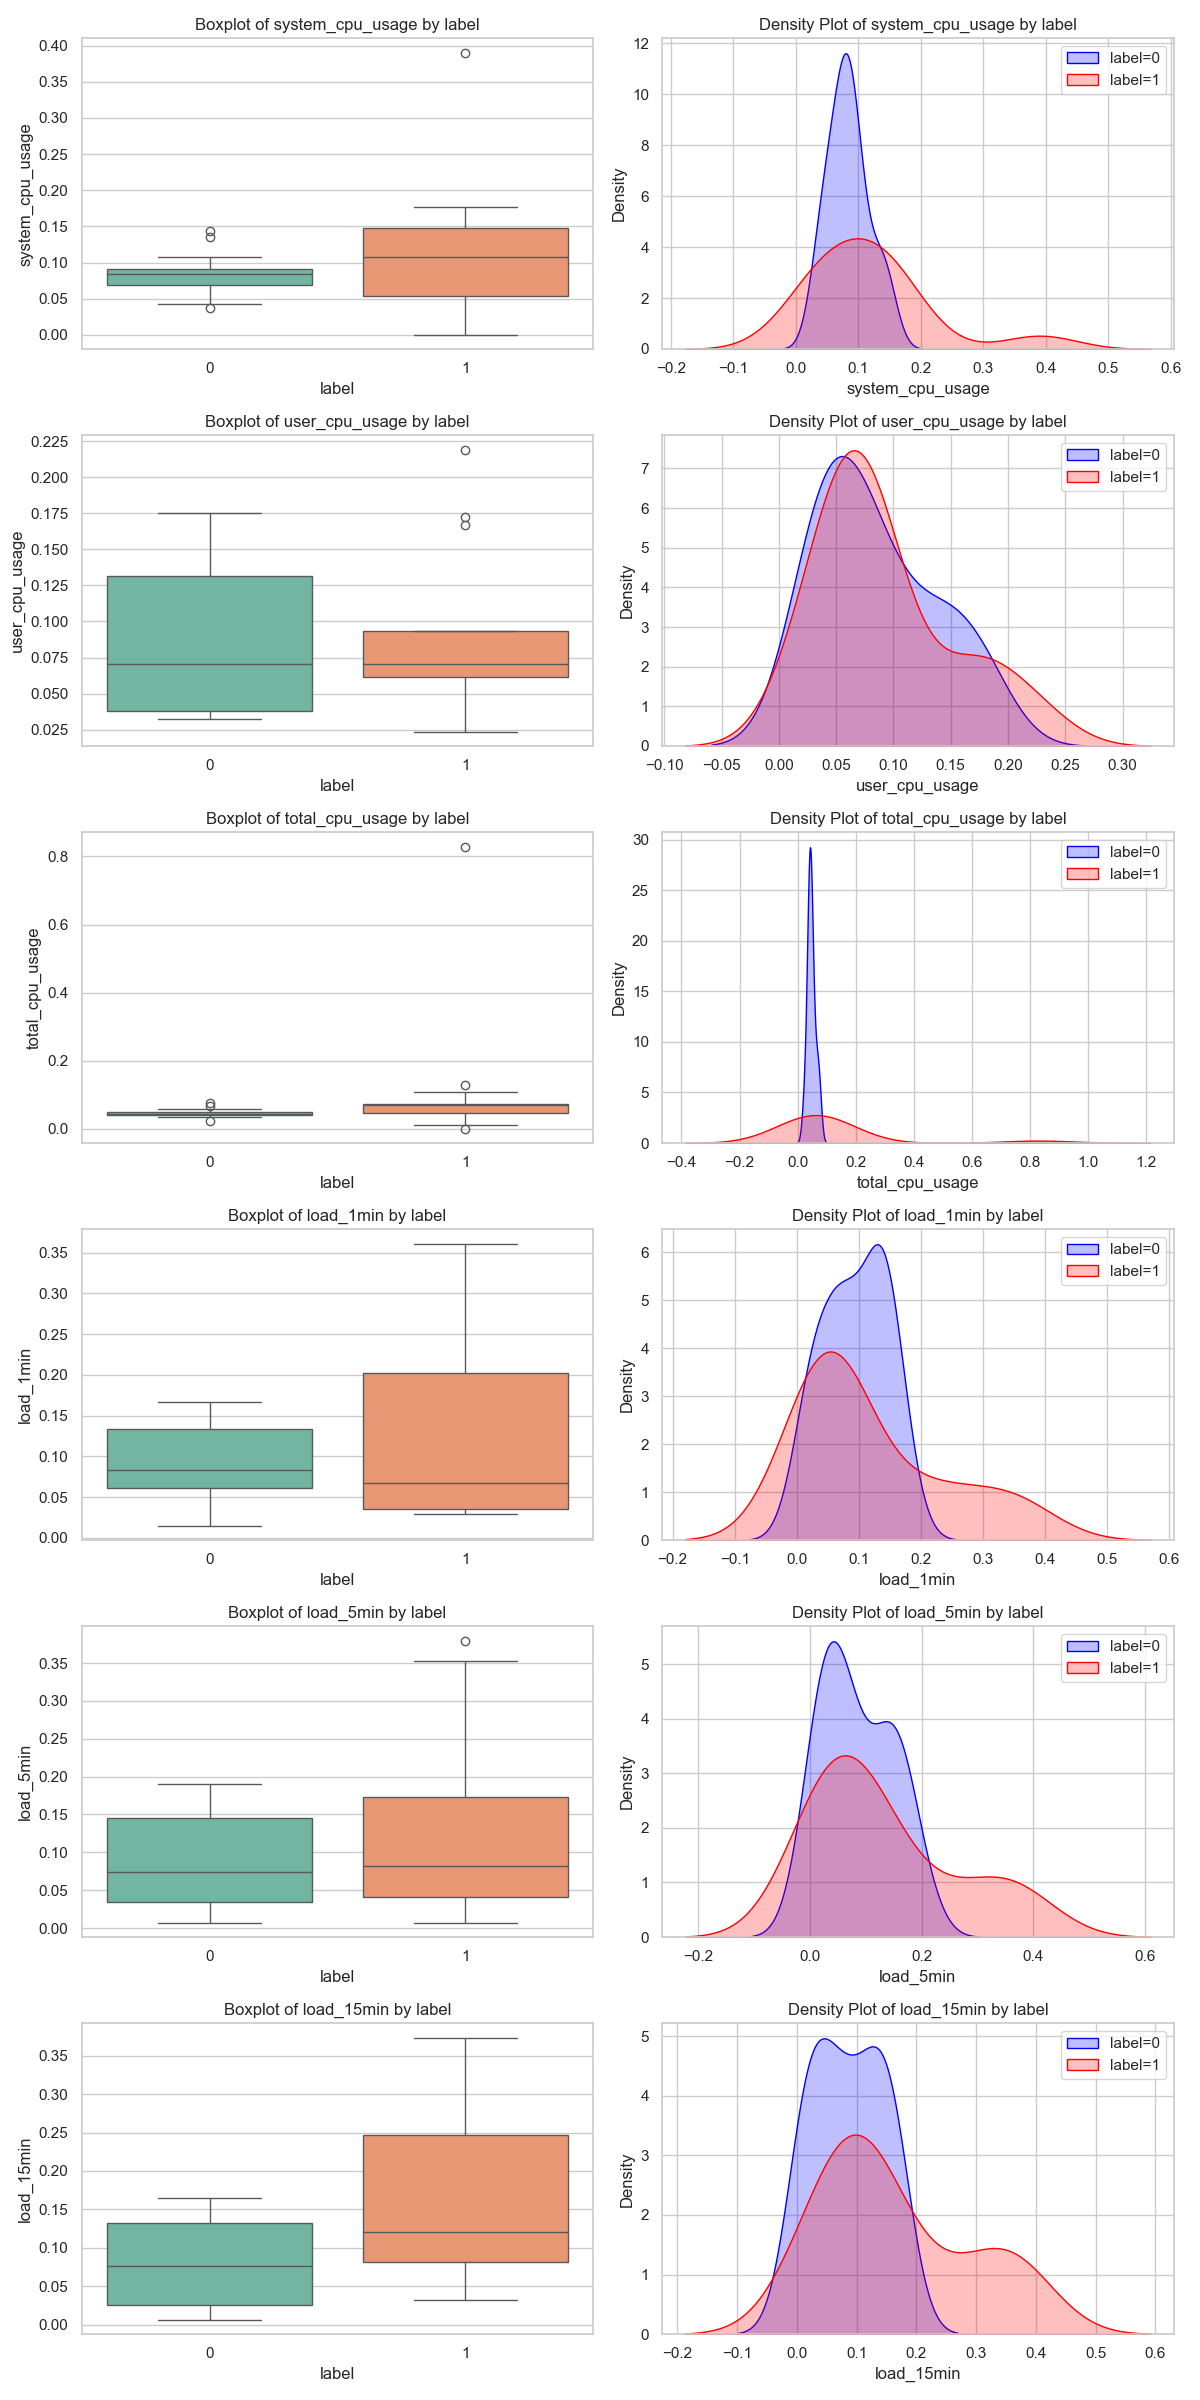 Boxplot of system_cpu_usage by label
system_cpu_usage
0.40
0.35
0.30
0.25
0.20
0.15
0.10
0.05
0.00
0 1
label
Density Plot of system_cpu_usage by label
label=0
label=1
Density
12
10
8
6
4
2
0
−0.2 −0.1 0.0 0.1 0.2 0.3 0.4 0.5 0.6
system_cpu_usage
Boxplot of user_cpu_usage by label
user_cpu_usage
0.225
0.200
0.175
0.150
0.125
0.100
0.075
0.050
0.025
0 1
label
Density Plot of user_cpu_usage by label
label=0
label=1
Density
7
6
5
4
3
2
1
0
−0.10 −0.05 0.00 0.05 0.10 0.15 0.20 0.25 0.30
user_cpu_usage
Boxplot of total_cpu_usage by label
total_cpu_usage
0.8
0.6
0.4
0.2
0.0
0 1
label
Density Plot of total_cpu_usage by label
label=0
label=1
Density
30
25
20
15
10
5
0
−0.4 −0.2 0.0 0.2 0.4 0.6 0.8 1.0 1.2
total_cpu_usage
Boxplot of load_1min by label
load_1min
0.35
0.30
0.25
0.20
0.15
0.10
0.05
0.00
0 1
label
Density Plot of load_1min by label
label=0
label=1
Density
6
5
4
3
2
1
0
−0.2 −0.1 0.0 0.1 0.2 0.3 0.4 0.5 0.6
load_1min
Boxplot of load_5min by label
load_5min
0.35
0.30
0.25
0.20
0.15
0.10
0.05
0.00
0 1
label
Density Plot of load_5min by label
label=0
label=1
Density
5
4
3
2
1
0
−0.2 0.0 0.2 0.4 0.6
load_5min
Boxplot of load_15min by label
load_15min
0.35
0.30
0.25
0.20
0.15
0.10
0.05
0.00
0 1
label
Density Plot of load_15min by label
label=0
label=1
Density
5
4
3
2
1
0
−0.2 −0.1 0.0 0.1 0.2 0.3 0.4 0.5 0.6
load_15min